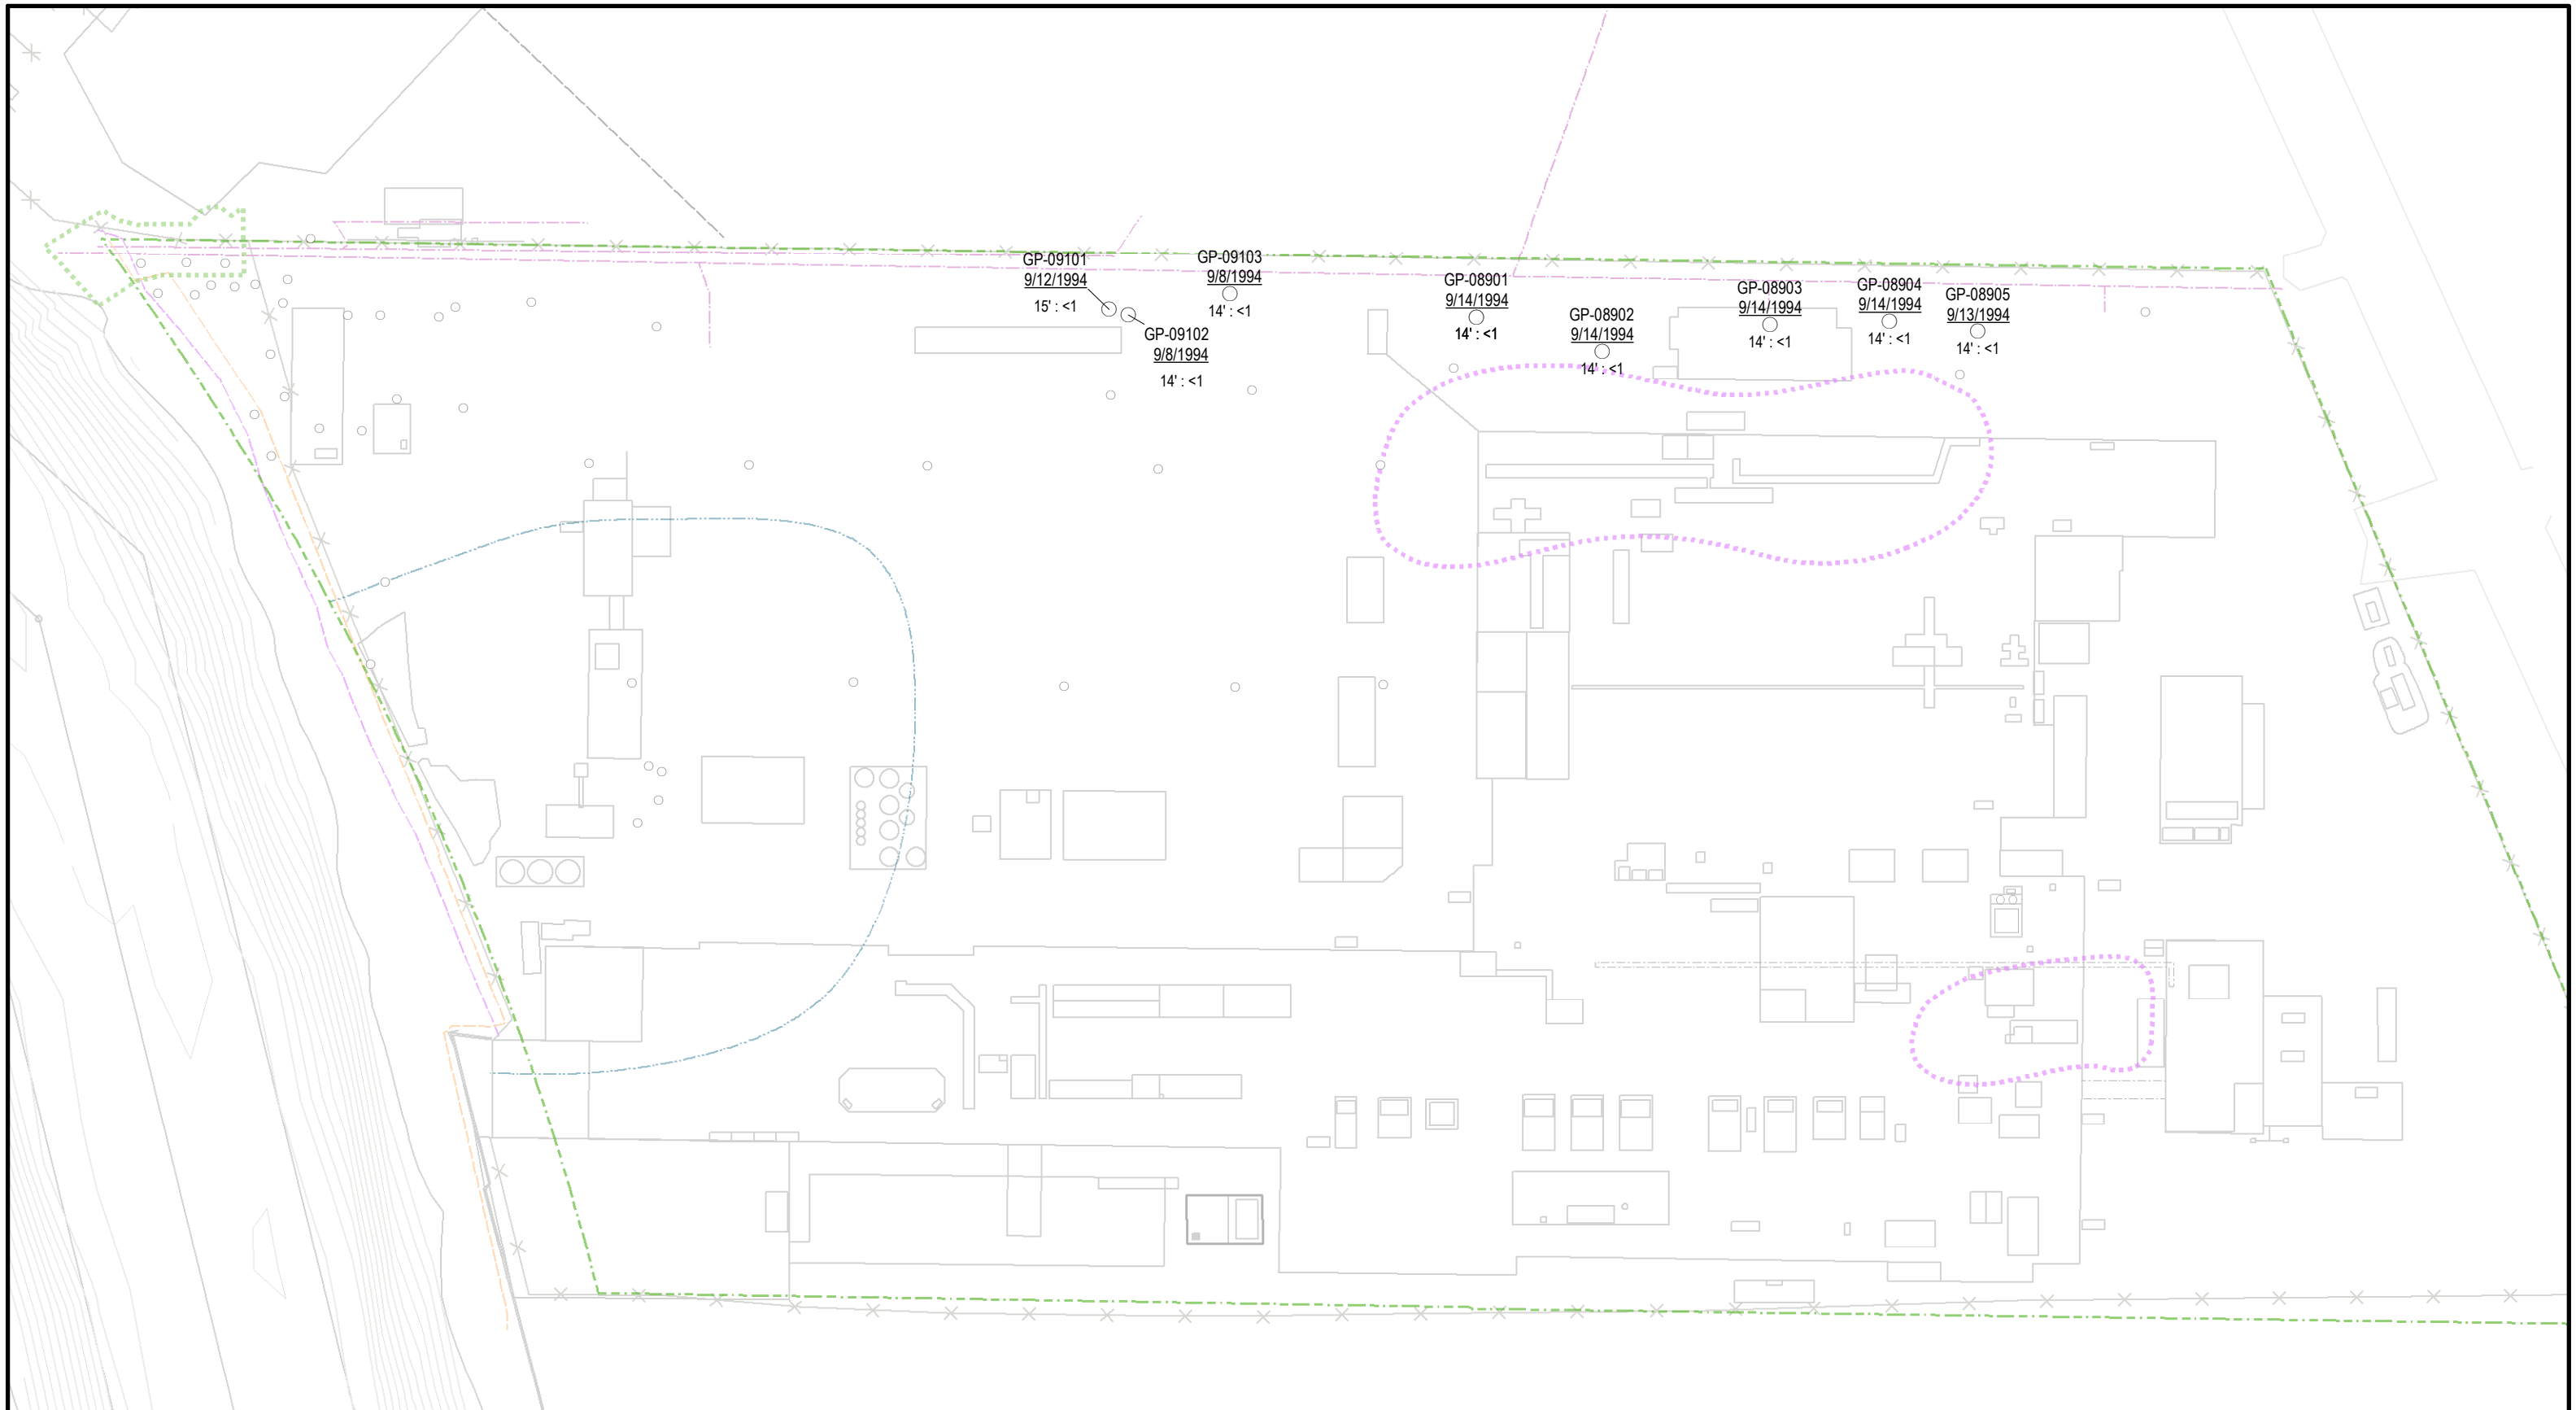 GP-09101
9/12/1994
15' : <1
GP-09102
9/8/1994
14' : <1
GP-09103
9/8/1994
14' : <1
GP-08901
9/14/1994
14' : <1
GP-08902
9/14/1994
14' : <1
GP-08903
9/14/1994
14' : <1
GP-08904
9/14/1994
14' : <1
GP-08905
9/13/1994
14' : <1